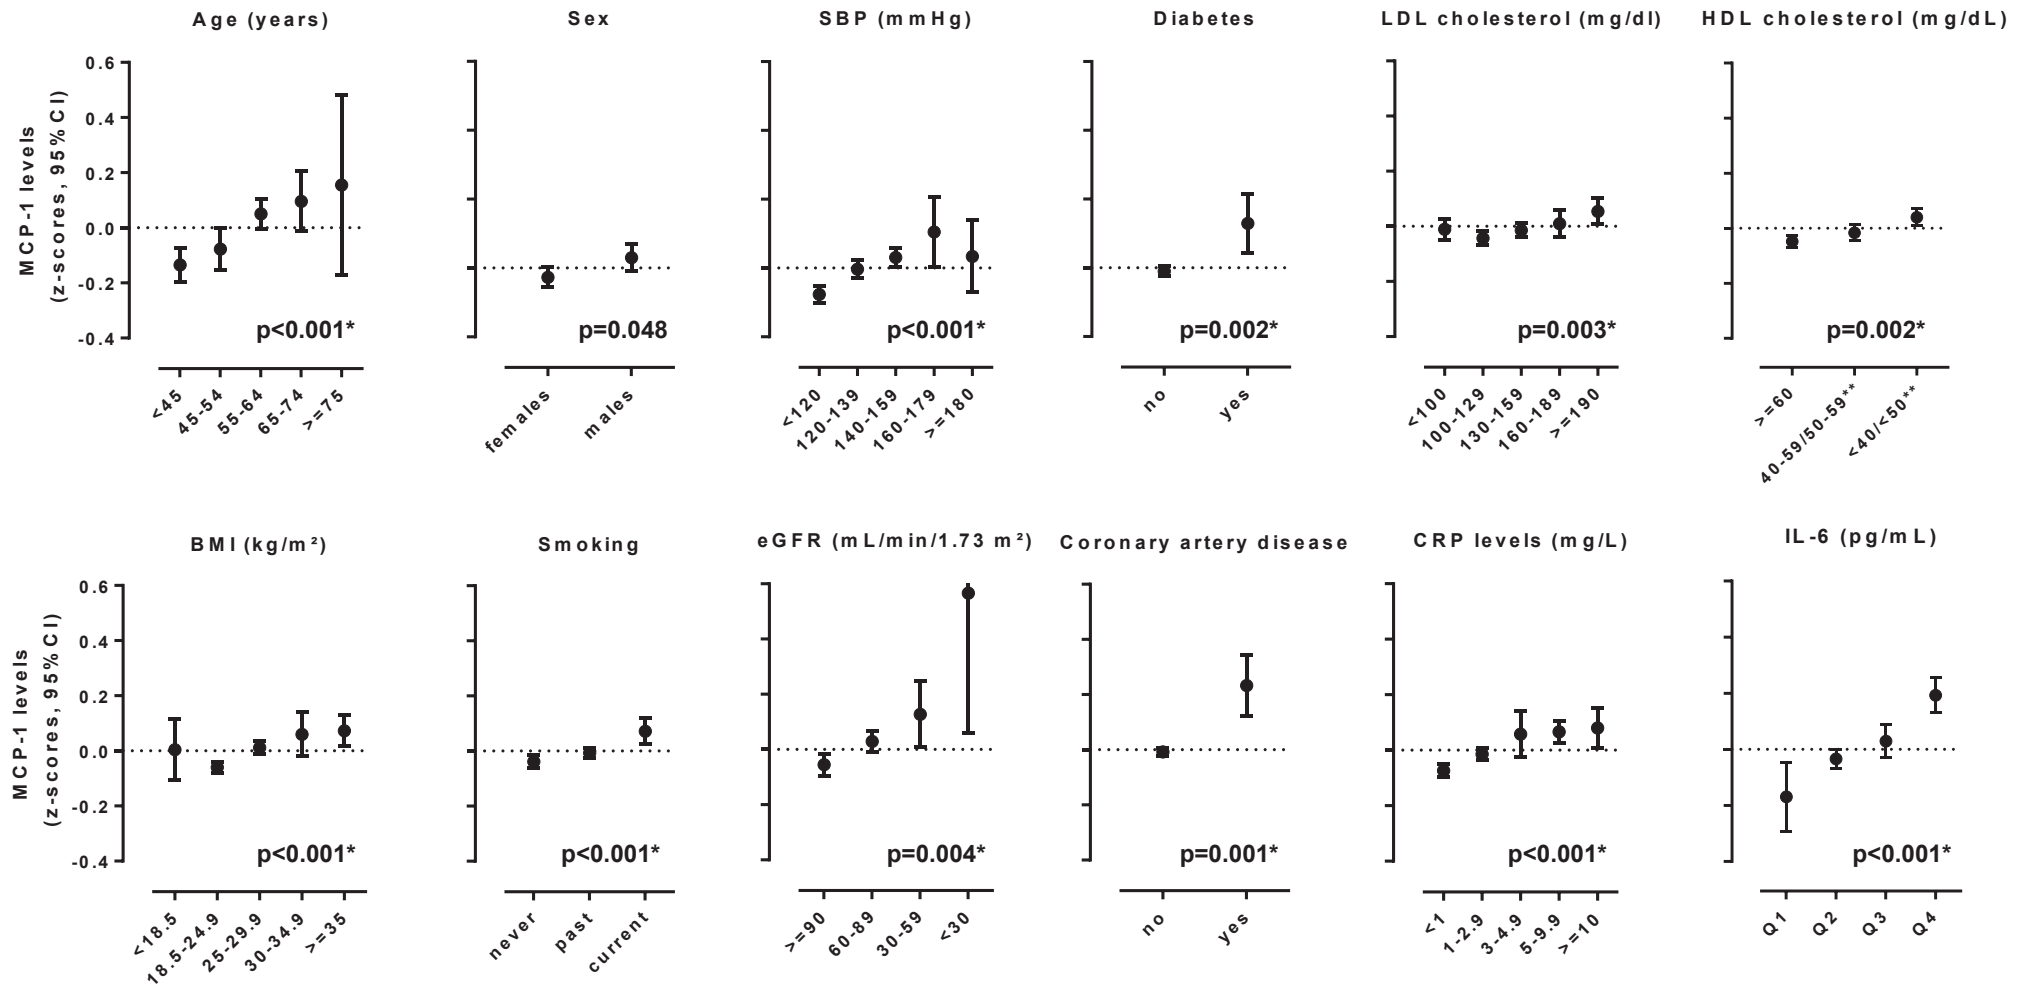 Age (years)
Sex
SBP (mmHg)
Diabetes
LDL cholesterol (mg/dl)
HDL cholesterol (mg/dL)
MCP-1 levels
(z-scores, 95% CI)
0.6
0.4
0.2
0.0
-0.2
-0.4
p<0.001*
p=0.048
p<0.001*
p=0.002*
p=0.003*
p=0.002*
<45
45-54
55-64
65-74
>=75
females
males
<120
120-139
140-159
160-179
>=180
no
yes
<100
100-129
130-159
160-189
>=190
>=60
40-59/50-59**
<40/<50**
BMI (kg/m²)
Smoking
eGFR (mL/min/1.73 m²)
Coronary artery disease
CRP levels (mg/L)
IL-6 (pg/mL)
MCP-1 levels
(z-scores, 95% CI)
0.6
0.4
0.2
0.0
-0.2
-0.4
p<0.001*
p<0.001*
p=0.004*
p=0.001*
p<0.001*
p<0.001*
<18.5
18.5-24.9
25-29.9
30-34.9
>=35
never
past
current
>=90
60-89
30-59
<30
no
yes
<1
1-2.9
3-4.9
5-9.9
>=10
Q1
Q2
Q3
Q4